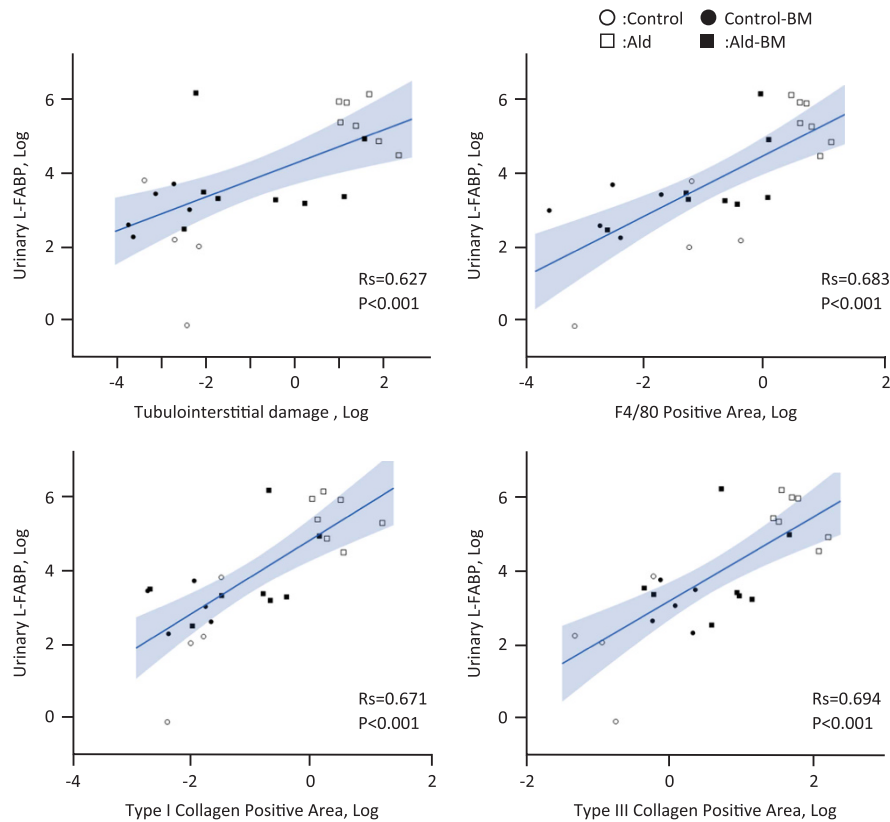 :Control Control-BM
:Ald :Ald-BM
Urinary L-FABP, Log
6
4
2
0
Rs=0.627
P<0.001
-4 -2 0 2
Tubulointerstitial damage , Log
Urinary L-FABP, Log
6
4
2
0
Rs=0.683
P<0.001
-4 -2 0 2
F4/80 Positive Area, Log
Urinary L-FABP, Log
6
4
2
0
Rs=0.671
P<0.001
-4 -2 0 2
Type I Collagen Positive Area, Log
Urinary L-FABP, Log
6
4
2
0
Rs=0.694
P<0.001
-2 0 2
Type III Collagen Positive Area, Log